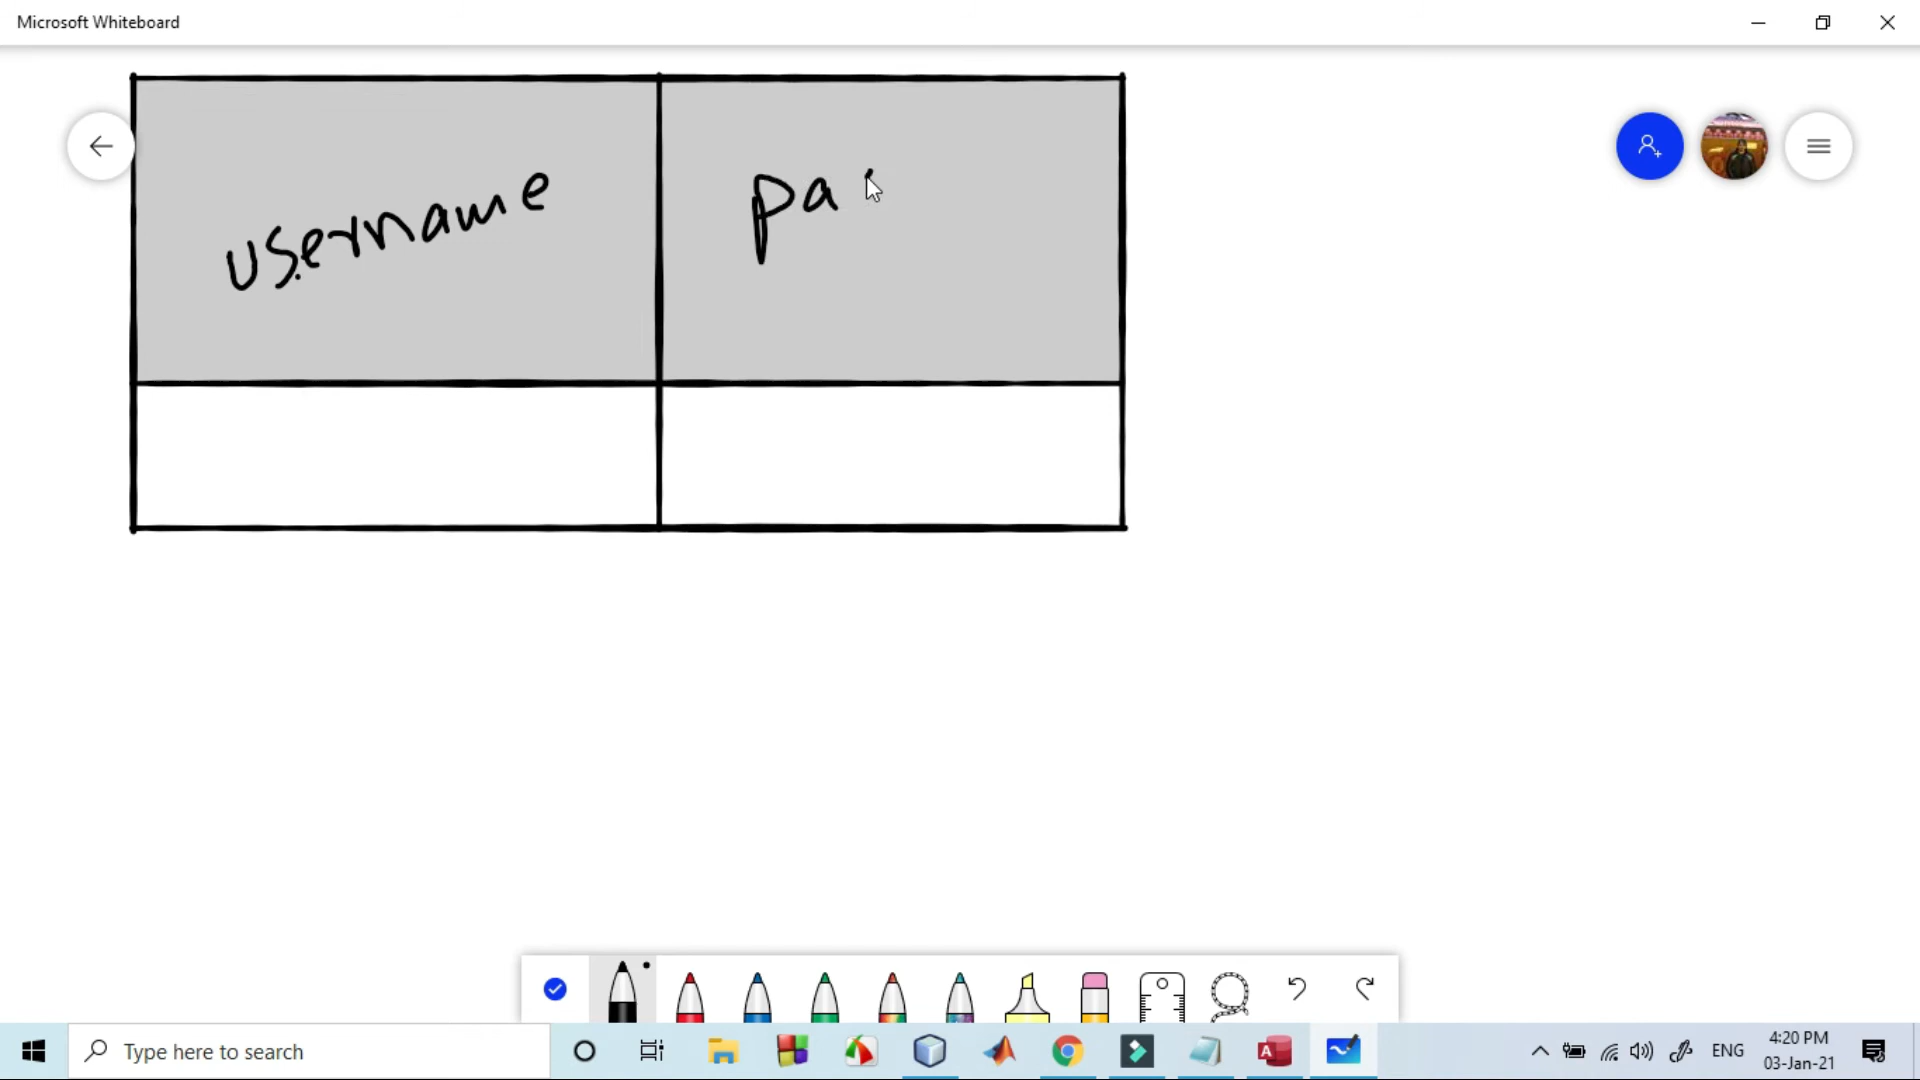 Microsoft Whiteboard
username
pa
Type here to search
ENG
4:20 PM
03-Jan-21